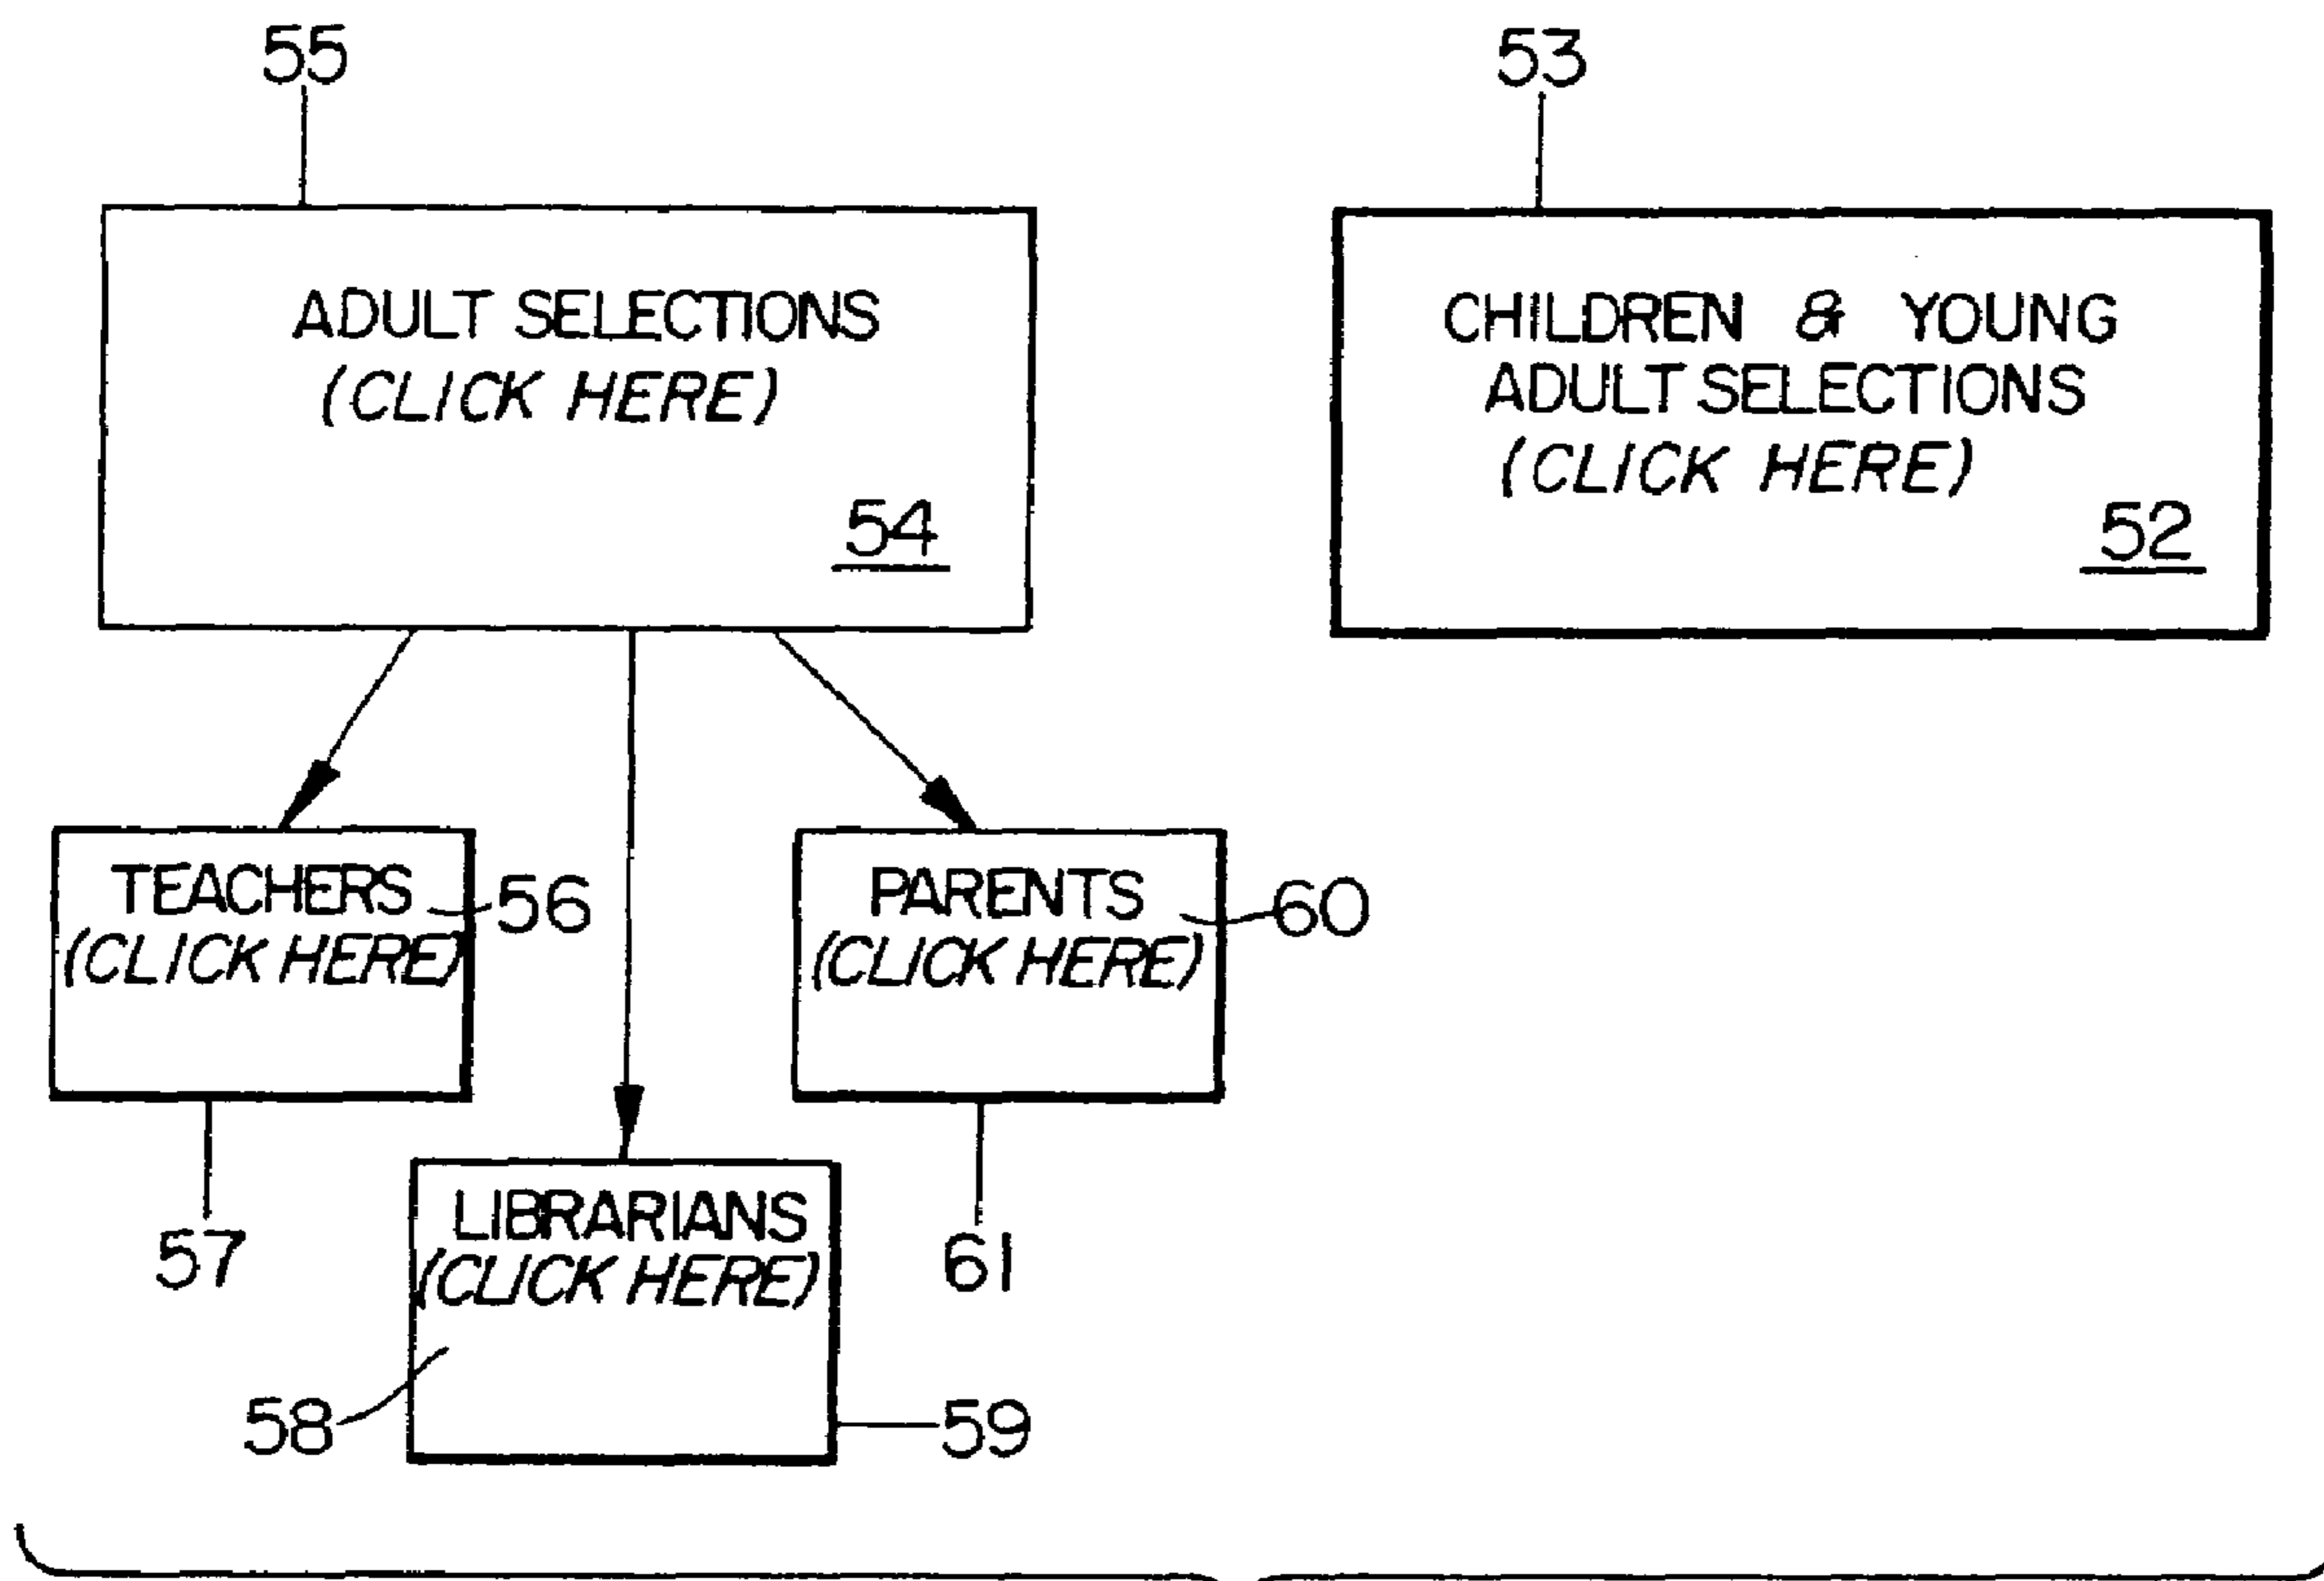 55
53
ADULT SELECTIONS
(CLICK HERE)
54
CHILDREN & YOUNG
ADULT SELECTIONS
(CLICK HERE)
52
TEACHERS
(CLICK HERE)
56
PARENTS
(CLICK HERE)
60
57
LIBRARIANS
(CLICK HERE)
61
58
59